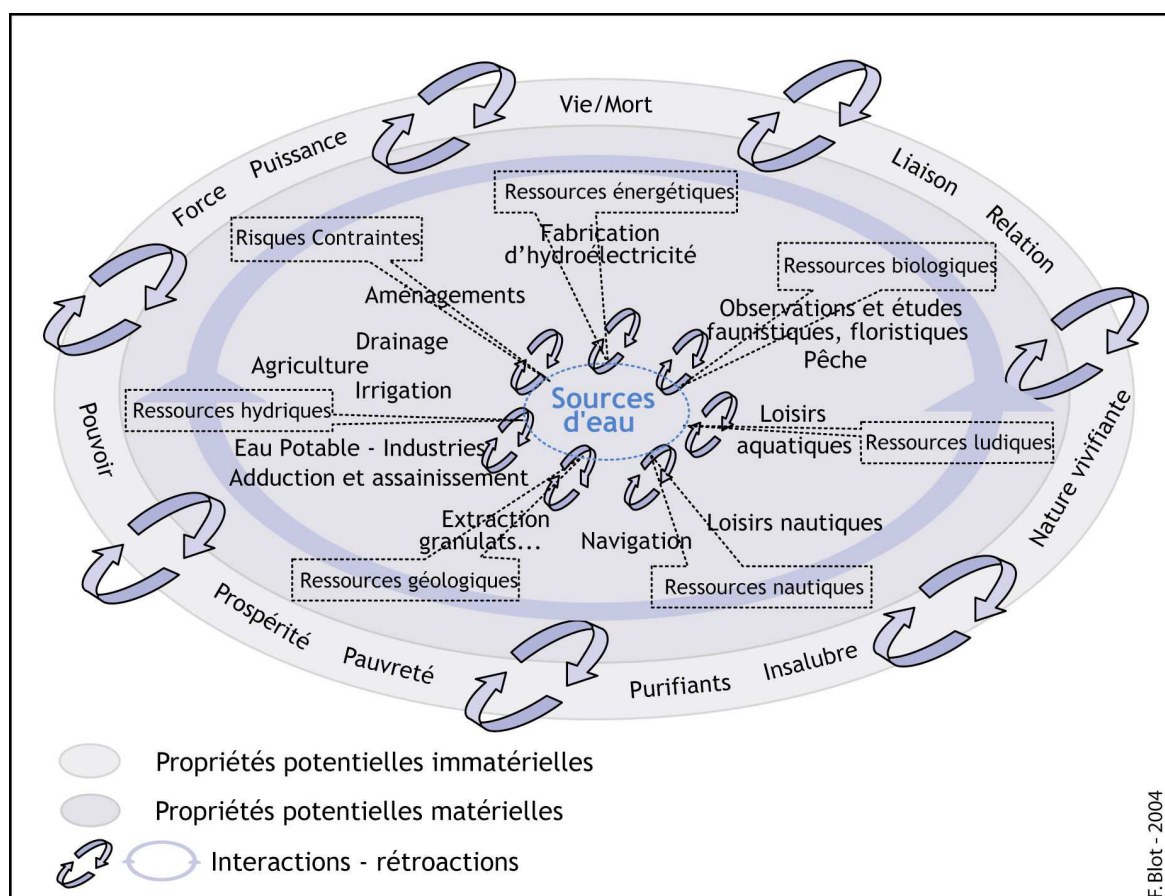 Vie/Mort
Puissance
Force
Liaison
Relation
Ressources énergétiques
Risques Contraintes
Fabrication
d'hydroélectricité
Ressources biologiques
Aménagements
Observations et études
faunistiques, floristiques
Drainage
Pêche
Agriculture
Irrigation
Sources
d'eau
Ressources hydriques
Loisirs
aquatiques
Ressources ludiques
Pouvoir
Nature vivifiante
Eau Potable - Industries
Adduction et assainissement
Extraction
granulats...
Navigation
Loisirs nautiques
Ressources géologiques
Ressources nautiques
Prospérité
Pauvreté
Purifiants
Insalubre
Propriétés potentielles immatérielles
Propriétés potentielles matérielles
Interactions - rétroactions
F. Blot - 2004